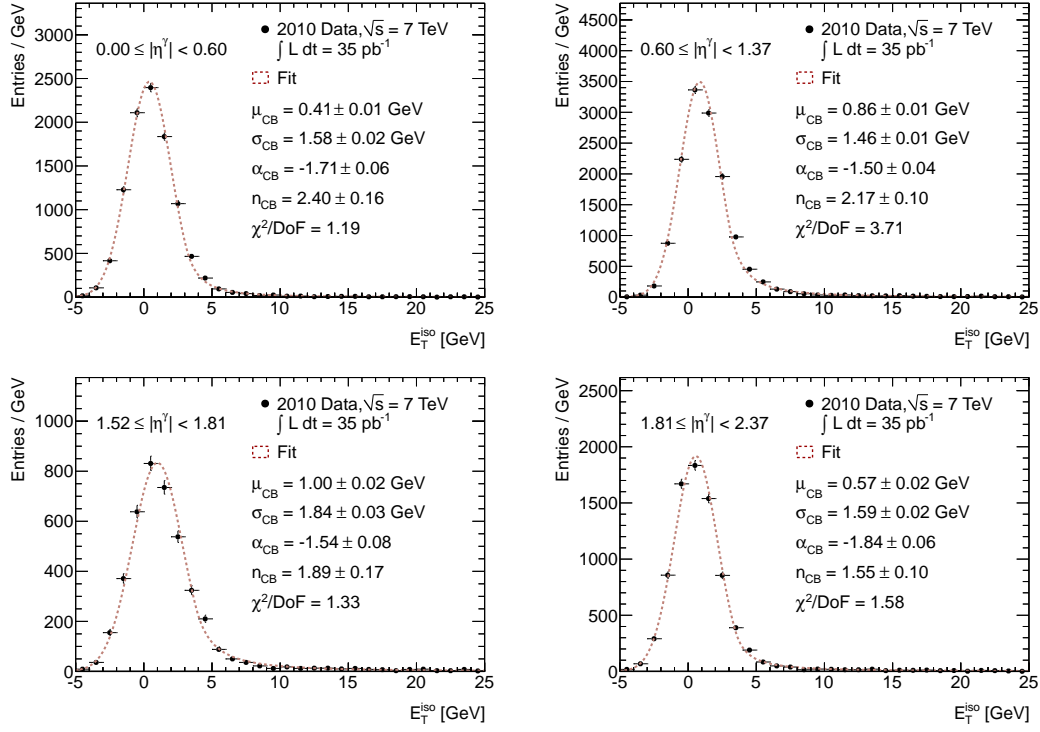 Entries / GeV
3000
2500
2000
1500
1000
500
0
0.00 ≤ |η^γ| < 0.60
2010 Data,√s = 7 TeV
∫ L dt = 35 pb⁻¹
Fit
μ_CB = 0.41 ± 0.01 GeV
σ_CB = 1.58 ± 0.02 GeV
α_CB = -1.71 ± 0.06
n_CB = 2.40 ± 0.16
χ²/DoF = 1.19
-5 0 5 10 15 20 25
E_T^iso [GeV]
Entries / GeV
4500
4000
3500
3000
2500
2000
1500
1000
500
0
0.60 ≤ |η^γ| < 1.37
2010 Data,√s = 7 TeV
∫ L dt = 35 pb⁻¹
Fit
μ_CB = 0.86 ± 0.01 GeV
σ_CB = 1.46 ± 0.01 GeV
α_CB = -1.50 ± 0.04
n_CB = 2.17 ± 0.10
χ²/DoF = 3.71
-5 0 5 10 15 20 25
E_T^iso [GeV]
Entries / GeV
1000
800
600
400
200
0
1.52 ≤ |η^γ| < 1.81
2010 Data,√s = 7 TeV
∫ L dt = 35 pb⁻¹
Fit
μ_CB = 1.00 ± 0.02 GeV
σ_CB = 1.84 ± 0.03 GeV
α_CB = -1.54 ± 0.08
n_CB = 1.89 ± 0.17
χ²/DoF = 1.33
-5 0 5 10 15 20 25
E_T^iso [GeV]
Entries / GeV
2500
2000
1500
1000
500
0
1.81 ≤ |η^γ| < 2.37
2010 Data,√s = 7 TeV
∫ L dt = 35 pb⁻¹
Fit
μ_CB = 0.57 ± 0.02 GeV
σ_CB = 1.59 ± 0.02 GeV
α_CB = -1.84 ± 0.06
n_CB = 1.55 ± 0.10
χ²/DoF = 1.58
-5 0 5 10 15 20 25
E_T^iso [GeV]